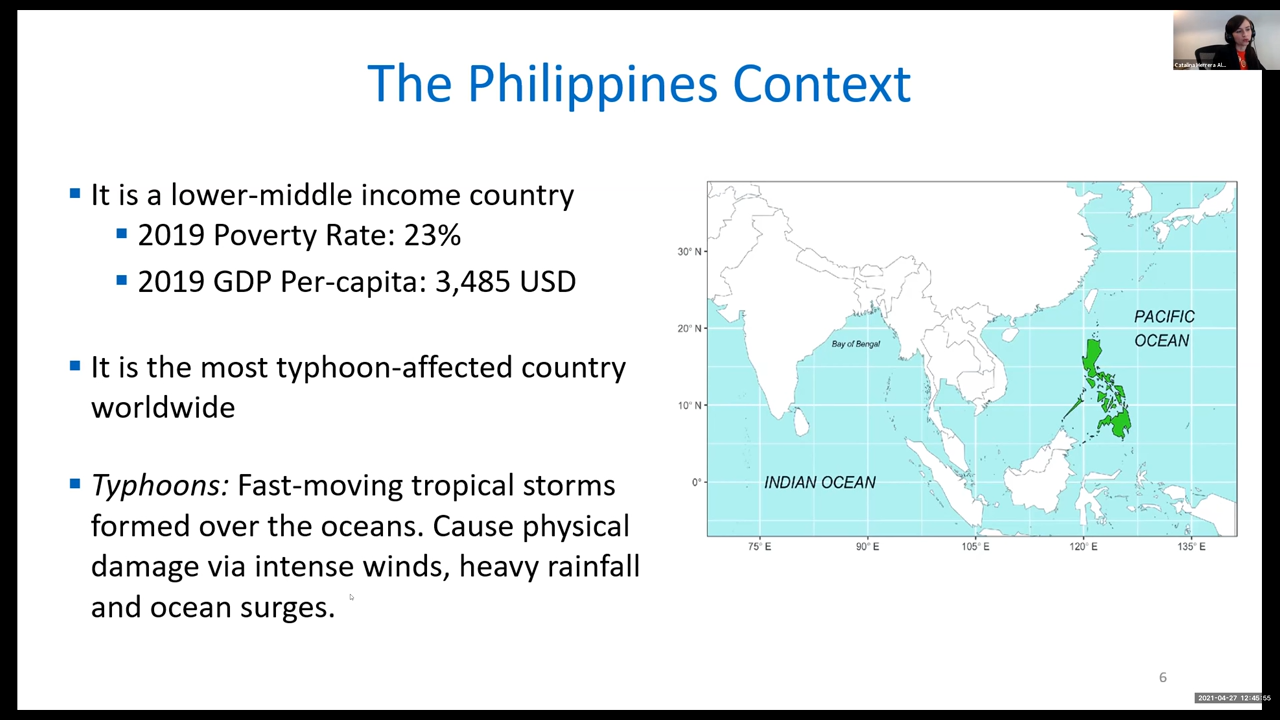 The Philippines Context
Catalina Herrera Al...
▪ It is a lower-middle income country
▪ 2019 Poverty Rate: 23%
▪ 2019 GDP Per-capita: 3,485 USD
▪ It is the most typhoon-affected country
worldwide
▪ Typhoons: Fast-moving tropical storms
formed over the oceans. Cause physical
damage via intense winds, heavy rainfall
and ocean surges.
30° N
20° N
10° N
0°
PACIFIC
OCEAN
Bay of Bengal
INDIAN OCEAN
75° E 90° E 105° E 120° E 135° E
6
2021-04-27 12:45:55